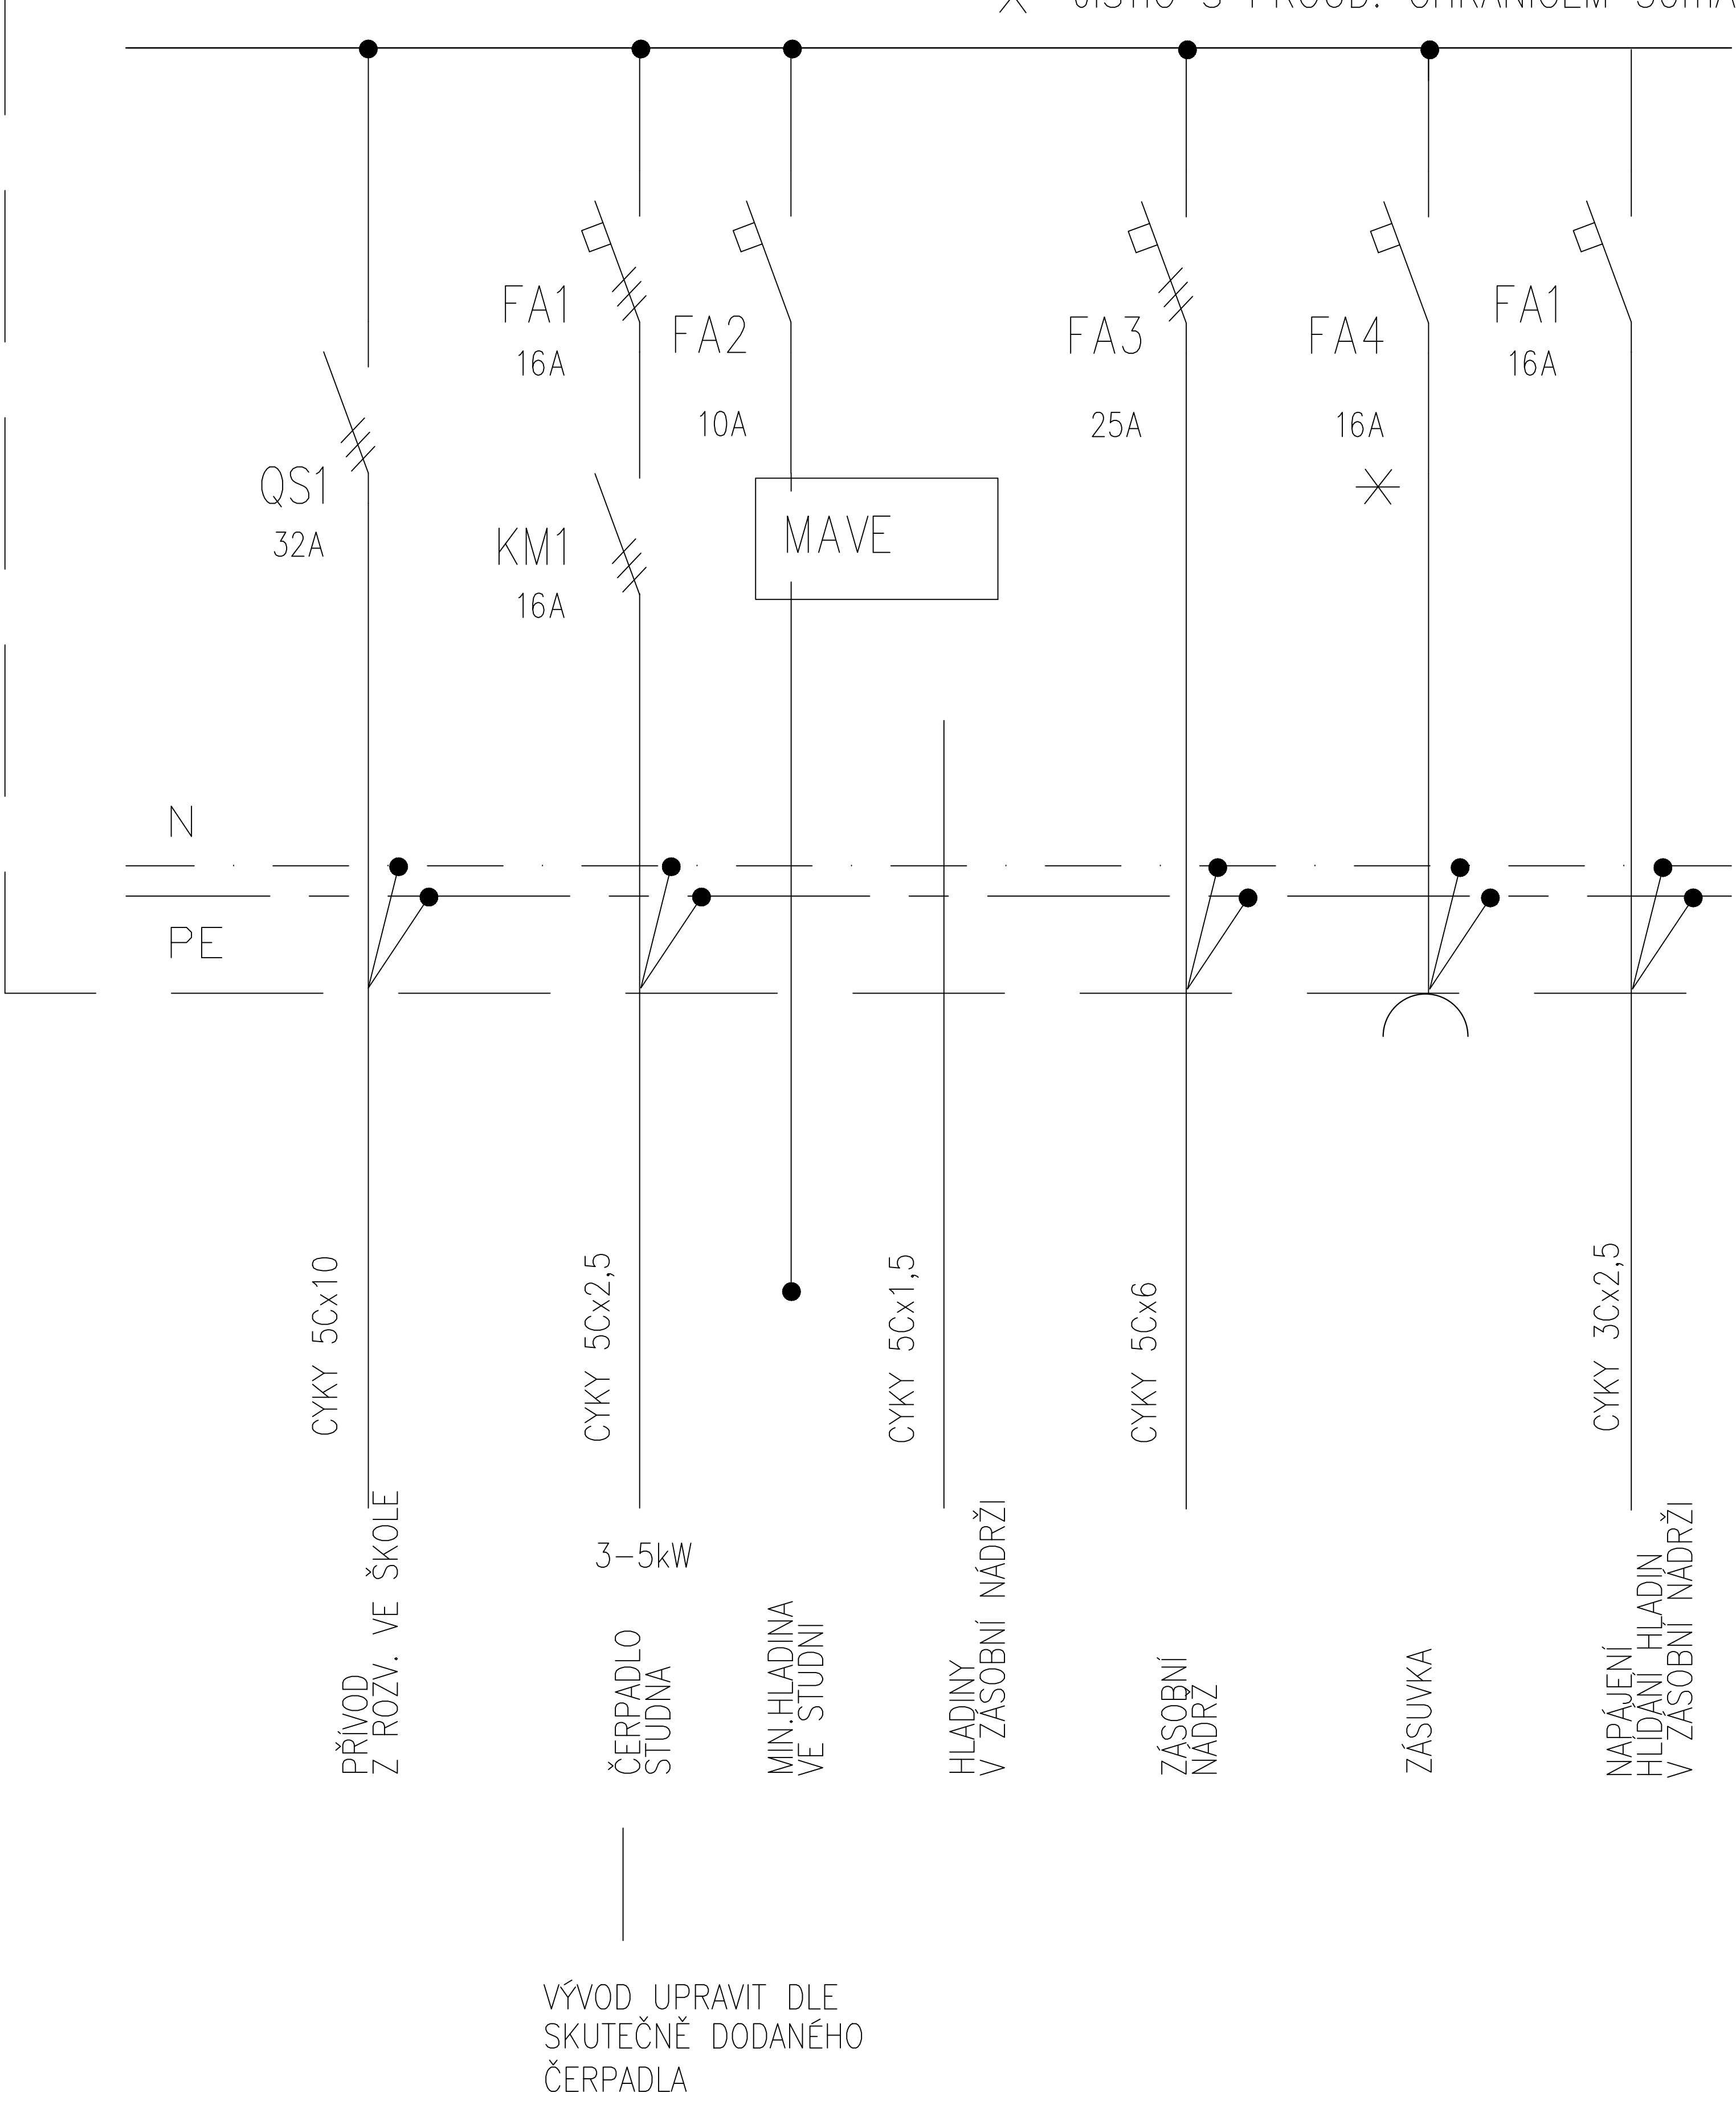 FA1
16A
FA2
10A
FA3
25A
FA4
16A
FA1
16A
QS1
32A
KM1
16A
MAVE
N
PE
CYKY 5Cx10
CYKY 5Cx2,5
CYKY 5Cx1,5
CYKY 5Cx6
CYKY 3Cx2,5
3-5kW
PŘÍVOD
Z ROZV. VE ŠKOLE
ČERPADLO
STUDNA
MIN.HLADINA
VE STUDNI
HLADINY
V ZÁSOBNÍ NÁDRŽI
ZÁSOBNÍ
NÁDRŽ
ZÁSUVKA
NAPÁJENÍ
HLÍDÁNÍ HLADIN
V ZÁSOBNÍ NÁDRŽI
VÝVOD UPRAVIT DLE
SKUTEČNĚ DODANÉHO
ČERPADLA